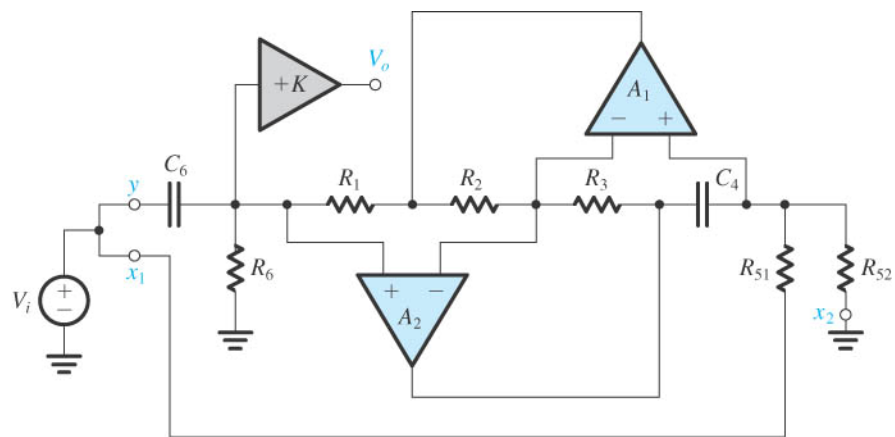 +K
V_o
A_1
− +
C_6
y
R_1
R_2
R_3
C_4
x_1
R_6
+ −
A_2
R_51
R_52
V_i
+
−
x_2